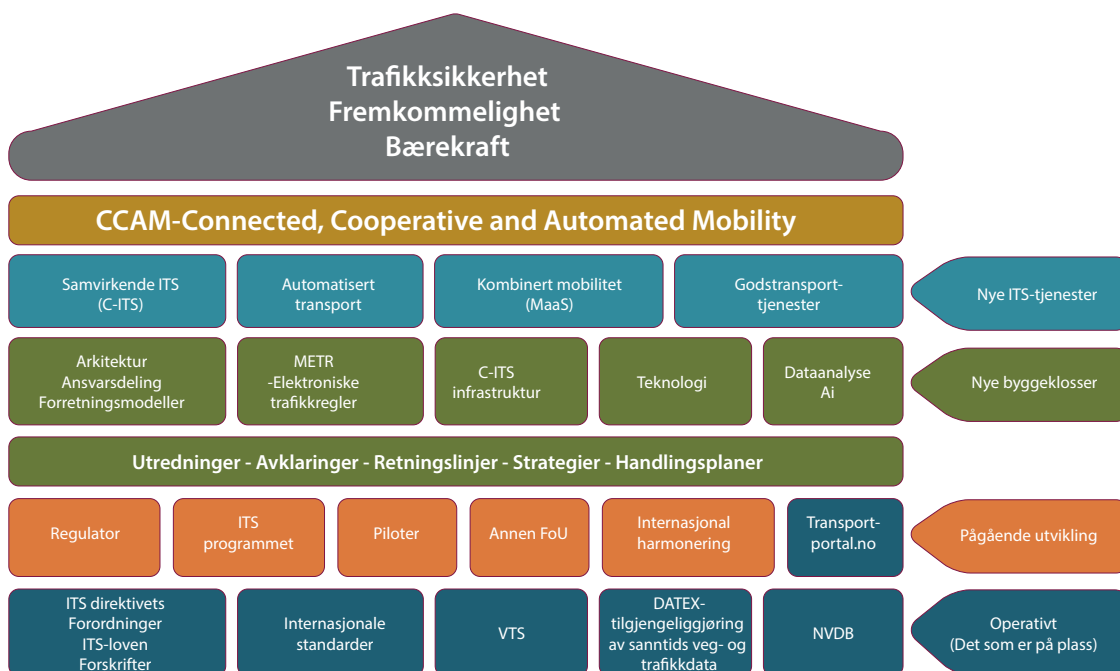 Trafikksikkerhet
Fremkommelighet
Bærekraft
CCAM-Connected, Cooperative and Automated Mobility
Samvirkende ITS
(C-ITS)
Automatisert
transport
Kombinert mobilitet
(MaaS)
Godstransport-
tjenester
Nye ITS-tjenester
Arkitektur
Ansvarsdeling
Forretningsmodeller
METR
-Elektroniske
trafikkregler
C-ITS
infrastruktur
Teknologi
Dataanalyse
Ai
Nye byggeklosser
Utredninger - Avklaringer - Retningslinjer - Strategier - Handlingsplaner
Regulator
ITS
programmet
Piloter
Annen FoU
Internasjonal
harmonering
Transport-
portal.no
Pågående utvikling
ITS direktivets
Forordninger
ITS-loven
Forskrifter
Internasjonale
standarder
VTS
DATEX-
tilgjengeliggjøring
av sanntids veg- og
trafikkdata
NVDB
Operativt
(Det som er på plass)